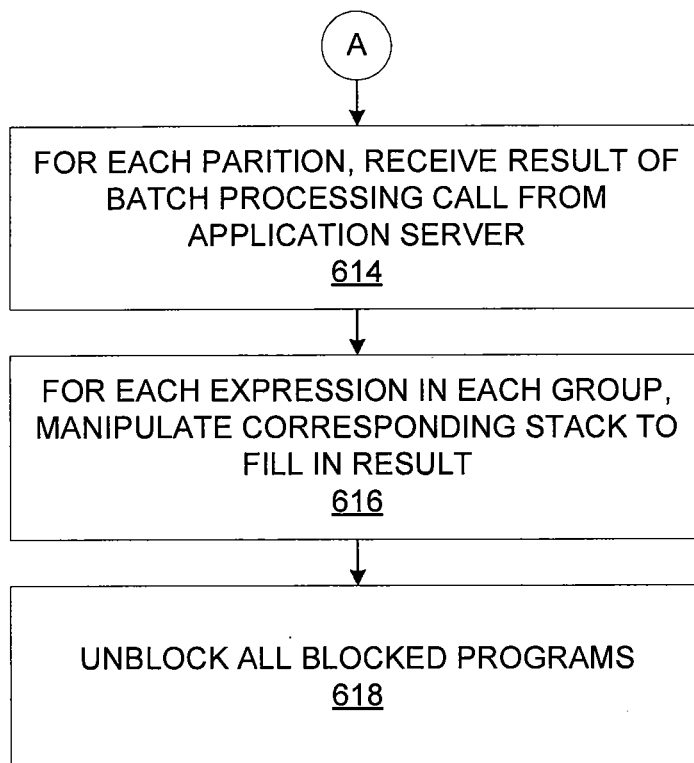 A
FOR EACH PARITION, RECEIVE RESULT OF
BATCH PROCESSING CALL FROM
APPLICATION SERVER
614
FOR EACH EXPRESSION IN EACH GROUP,
MANIPULATE CORRESPONDING STACK TO
FILL IN RESULT
616
UNBLOCK ALL BLOCKED PROGRAMS
618